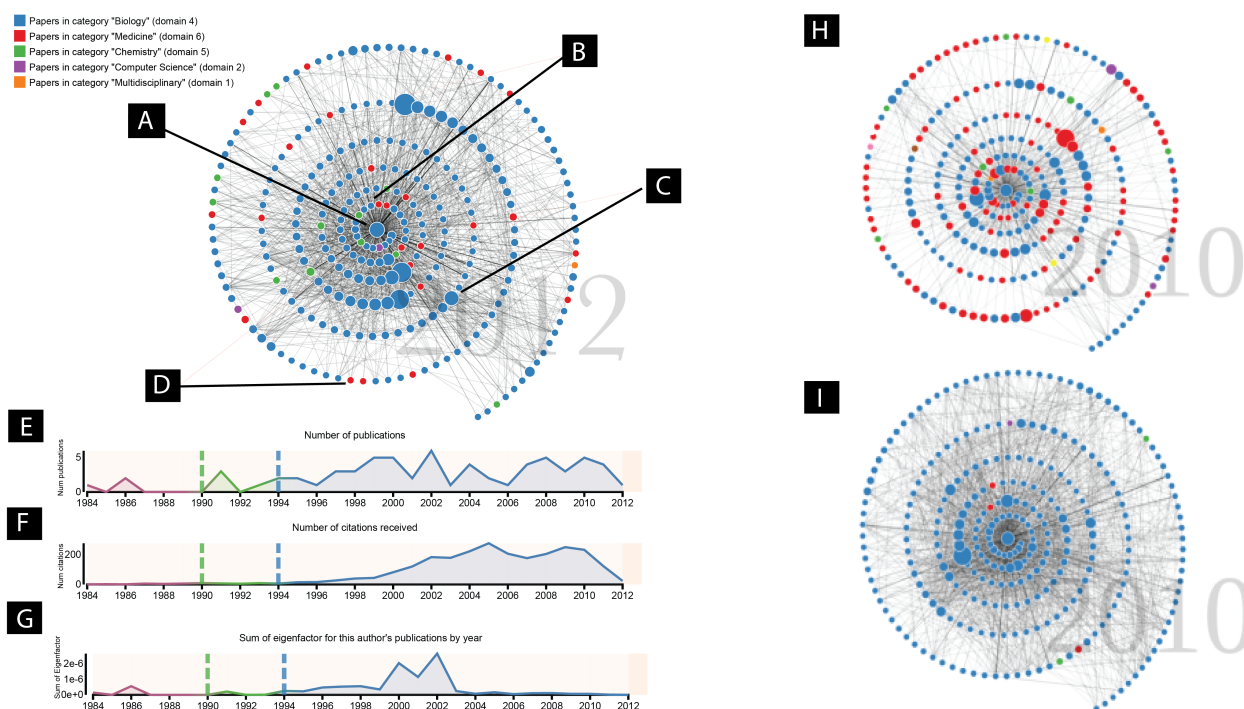 Papers in category "Biology" (domain 4)
Papers in category "Medicine" (domain 6)
Papers in category "Chemistry" (domain 5)
Papers in category "Computer Science" (domain 2)
Papers in category "Multidisciplinary" (domain 1)
A
B
C
D
2012
H
2010
I
2010
E
Number of publications
Num publications
5
0
1984 1986 1988 1990 1992 1994 1996 1998 2000 2002 2004 2006 2008 2010 2012
F
Number of citations received
Num citations
200
0
1984 1986 1988 1990 1992 1994 1996 1998 2000 2002 2004 2006 2008 2010 2012
G
Sum of eigenfactor for this author's publications by year
Sum of Eigenfactor
2e-6
1e-6
0e+0
1984 1986 1988 1990 1992 1994 1996 1998 2000 2002 2004 2006 2008 2010 2012